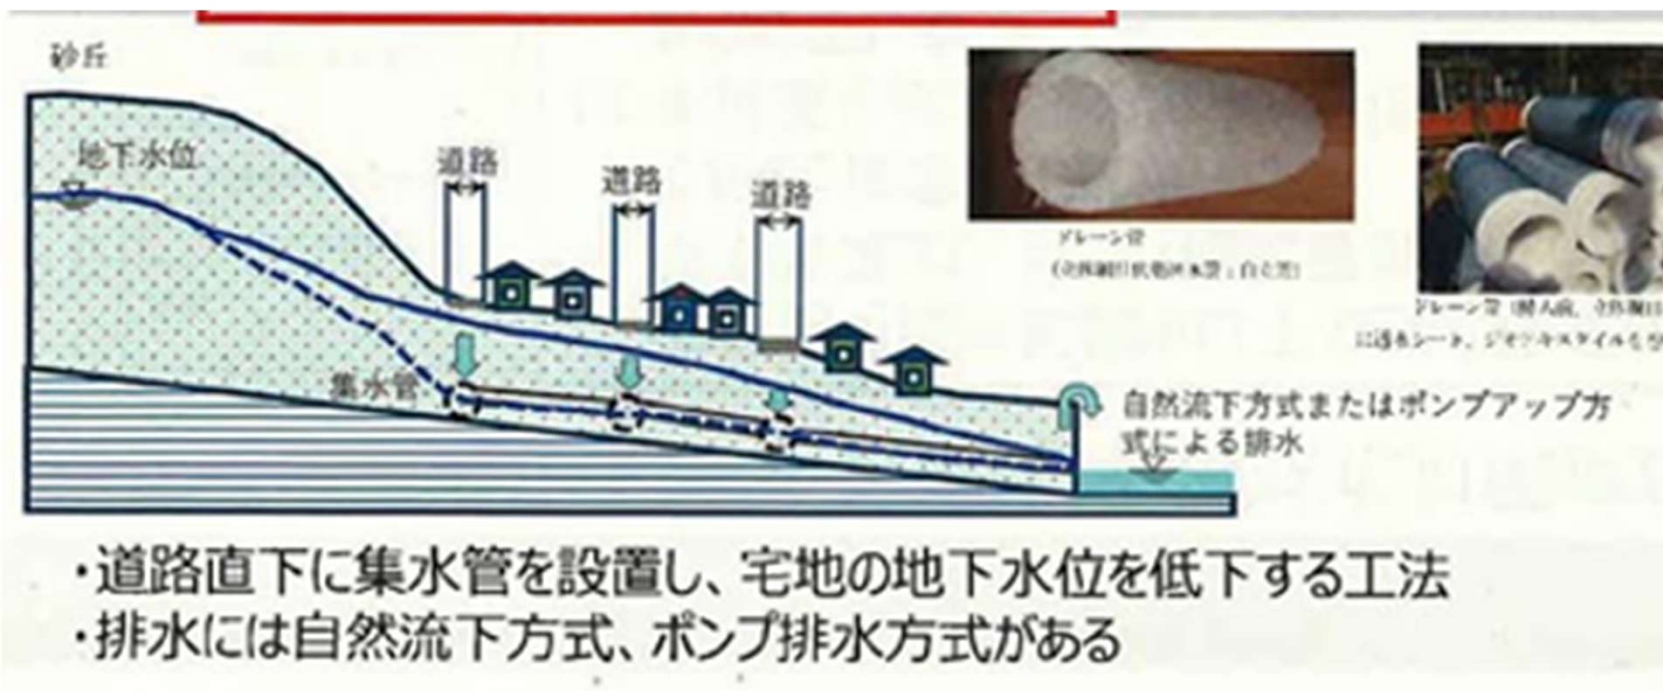 砂丘
地下水位
道路
道路
道路
集水管
ドレーン管
自然流下方式またはポンプアップ方
式による排水
・道路直下に集水管を設置し、宅地の地下水位を低下する工法
・排水には自然流下方式、ポンプ排水方式がある